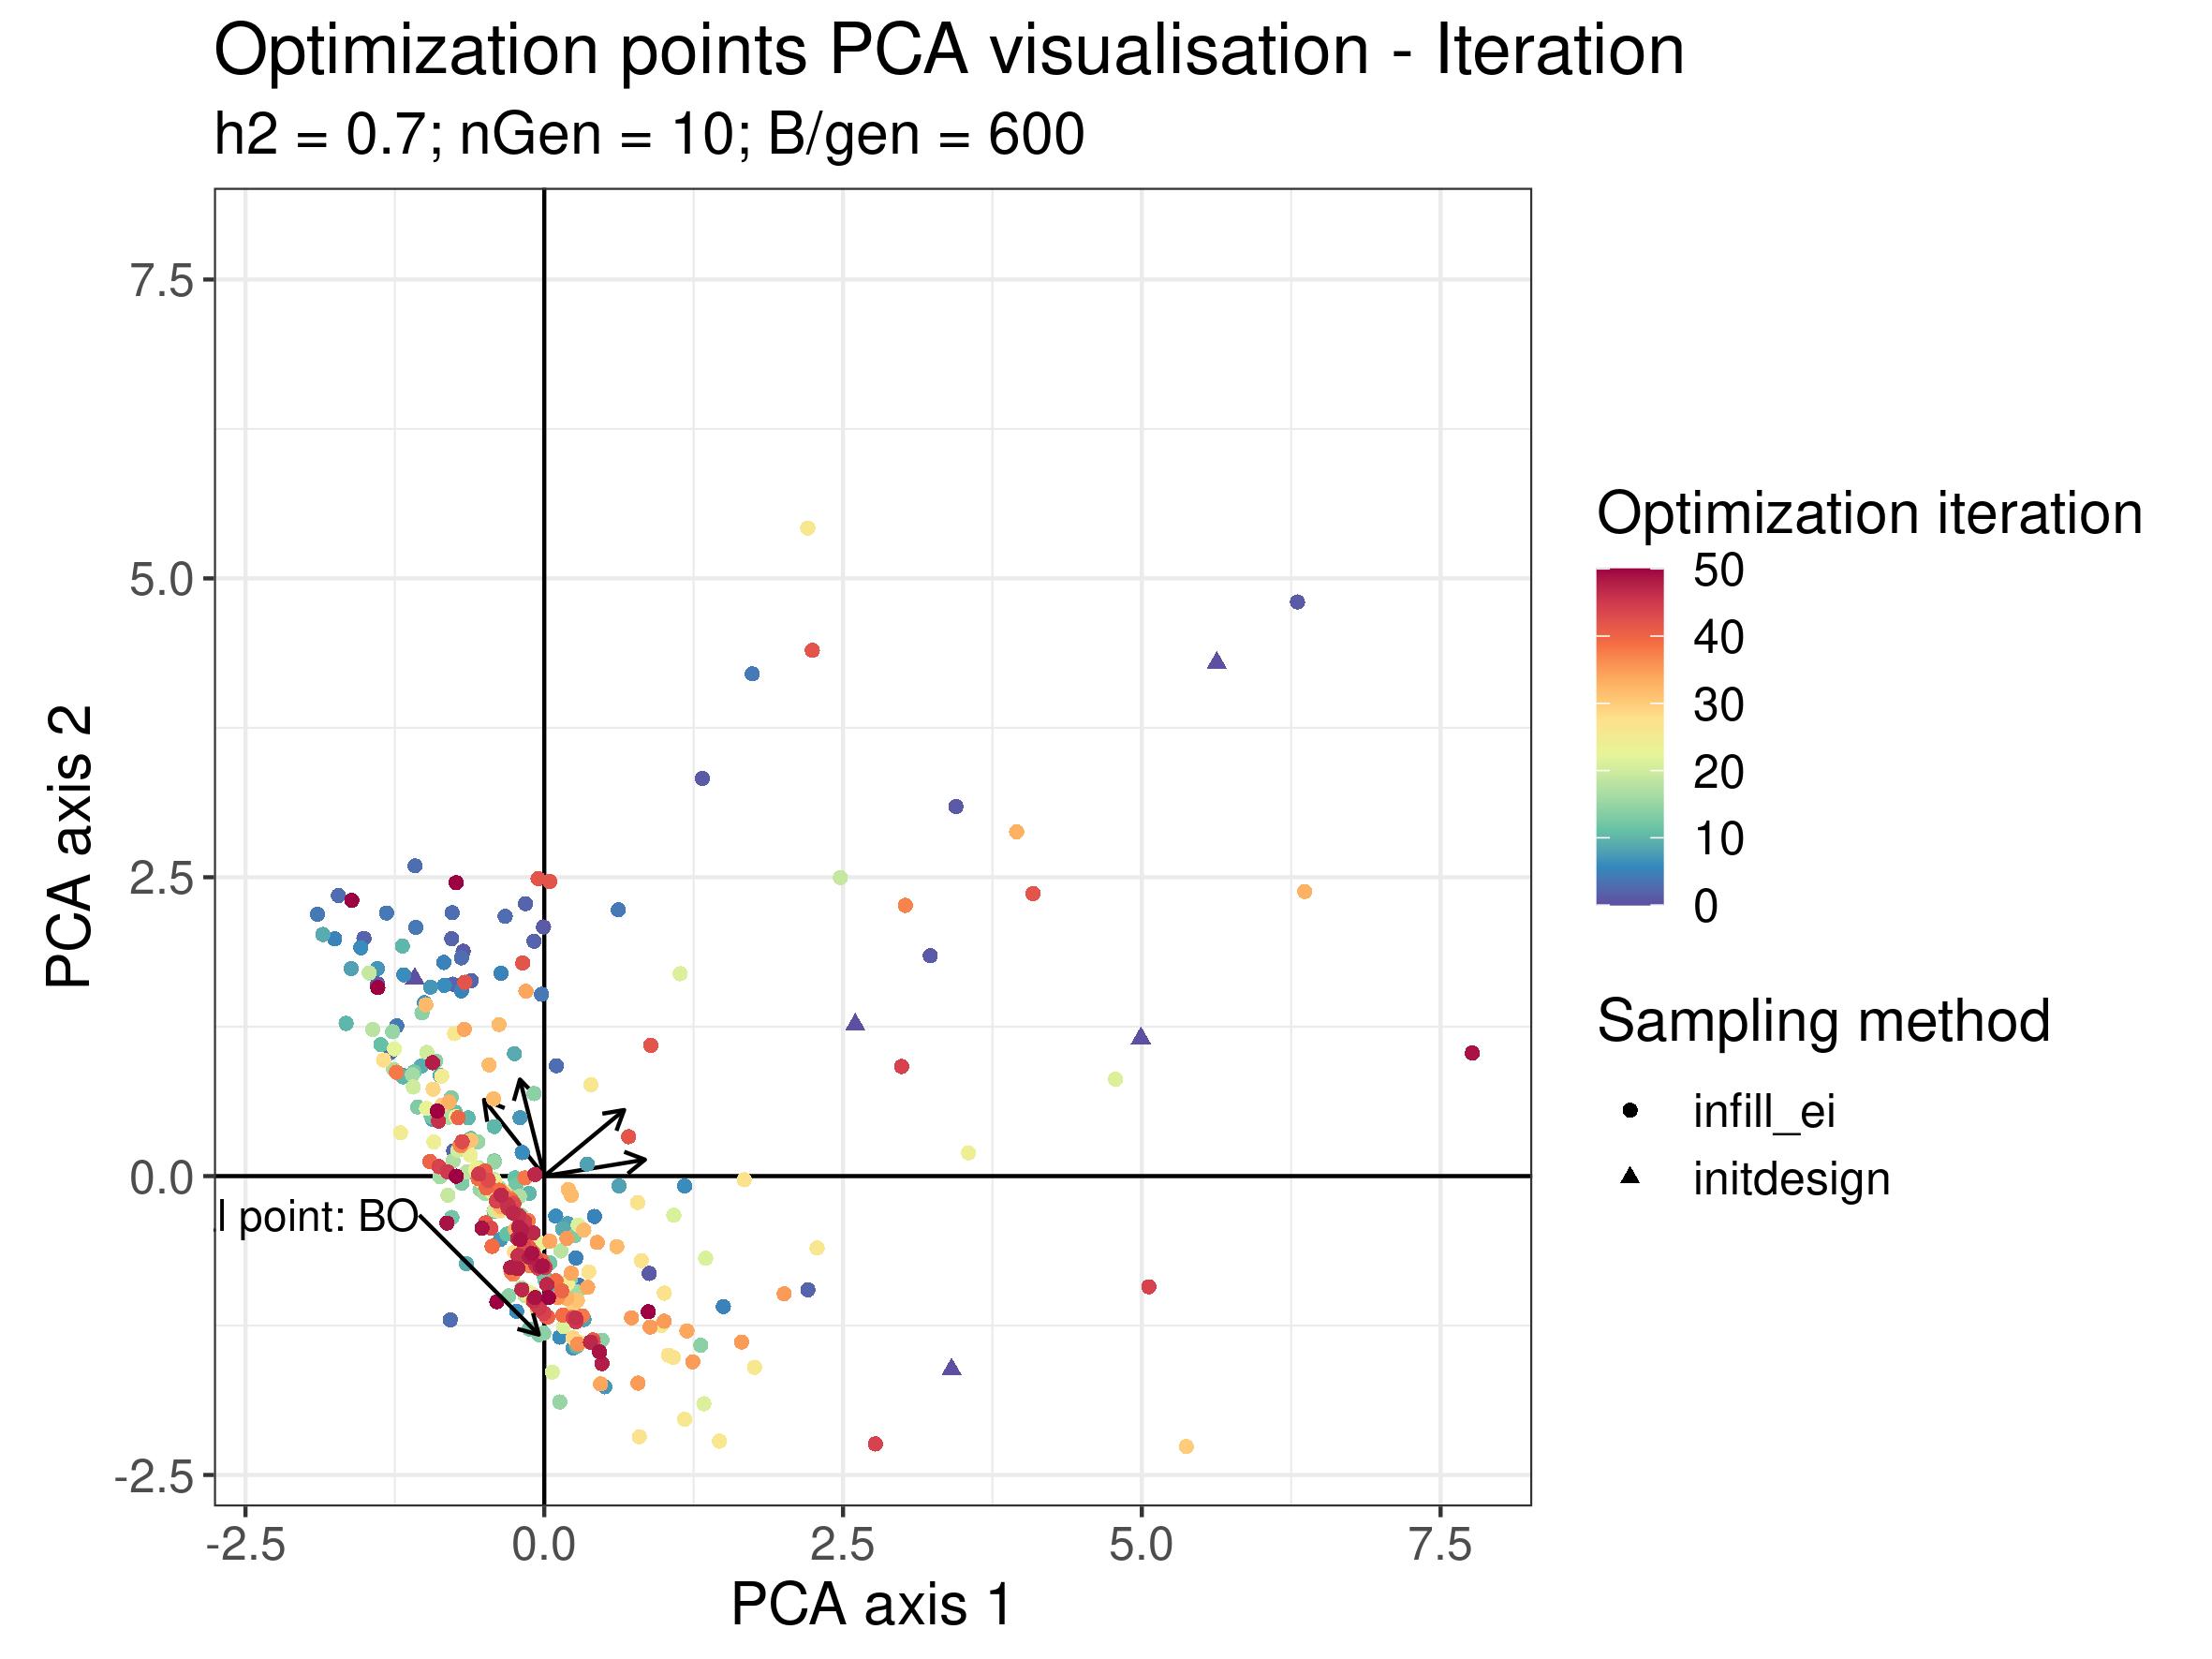 Optimization points PCA visualisation - Iteration
h2 = 0.7; nGen = 10; B/gen = 600
7.5
5.0
2.5
0.0
-2.5
PCA axis 2
l point: BO
-2.5
0.0
2.5
5.0
7.5
PCA axis 1
Optimization iteration
50
40
30
20
10
0
Sampling method
infill_ei
initdesign